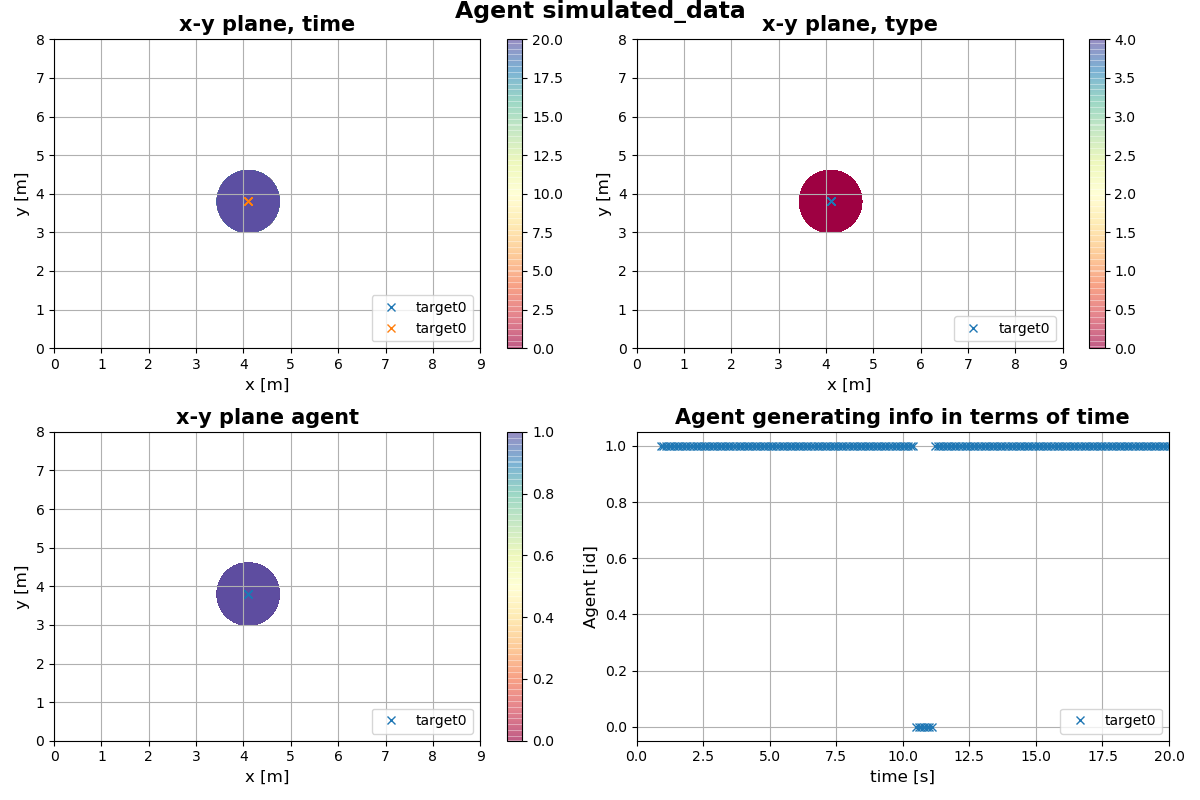 Agent simulated_data
x-y plane, time
8
7
6
5
4
3
2
1
0
y [m]
0 1 2 3 4 5 6 7 8 9
x [m]
target0
target0
20.0
17.5
15.0
12.5
10.0
7.5
5.0
2.5
0.0
x-y plane, type
8
7
6
5
4
3
2
1
0
y [m]
0 1 2 3 4 5 6 7 8 9
x [m]
target0
4.0
3.5
3.0
2.5
2.0
1.5
1.0
0.5
0.0
x-y plane agent
8
7
6
5
4
3
2
1
0
y [m]
0 1 2 3 4 5 6 7 8 9
x [m]
target0
1.0
0.8
0.6
0.4
0.2
0.0
Agent generating info in terms of time
1.0
0.8
0.6
0.4
0.2
0.0
Agent [id]
0.0 2.5 5.0 7.5 10.0 12.5 15.0 17.5 20.0
time [s]
target0